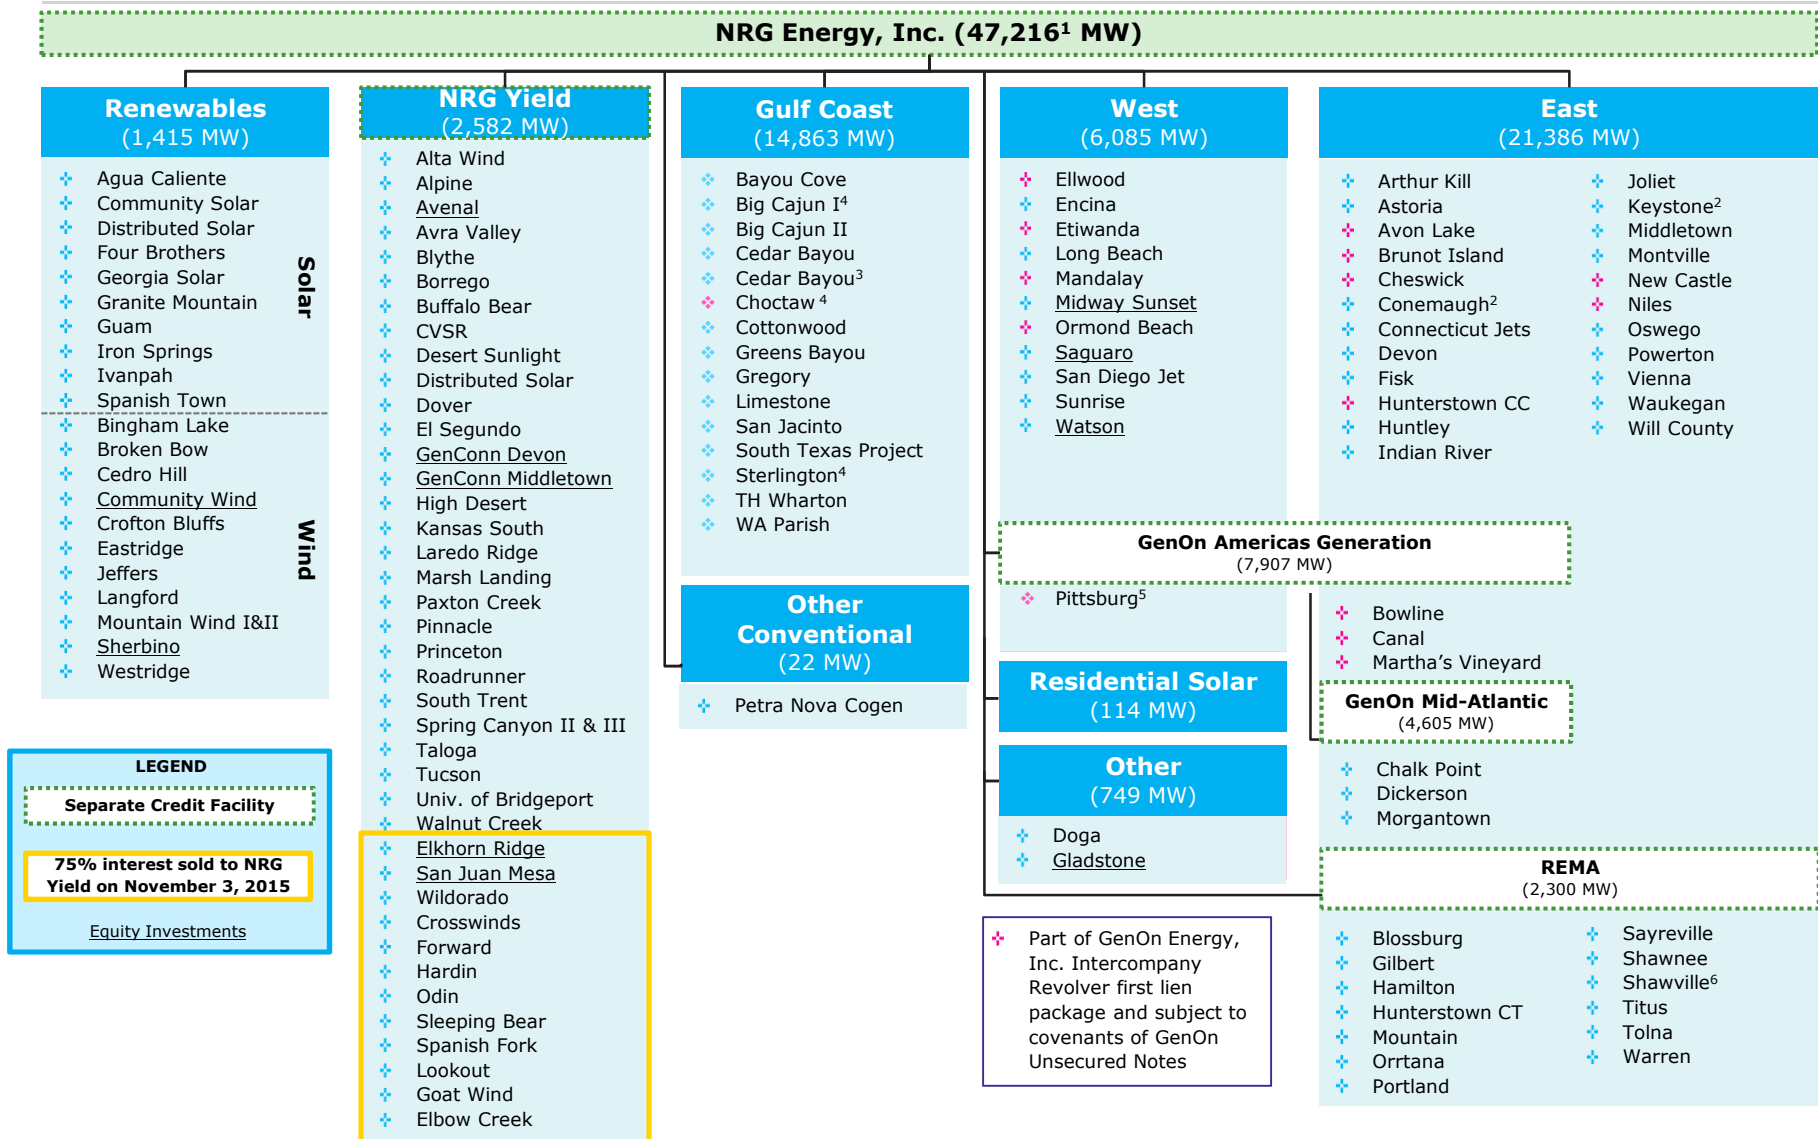 NRG Energy, Inc. (47,216¹ MW)
Renewables
(1,415 MW)
Agua Caliente
Community Solar
Distributed Solar
Four Brothers
Georgia Solar
Granite Mountain
Guam
Iron Springs
Ivanpah
Spanish Town
Solar
Bingham Lake
Broken Bow
Cedro Hill
Community Wind
Crofton Bluffs
Eastridge
Jeffers
Langford
Mountain Wind I&II
Sherbino
Westridge
Wind
LEGEND
Separate Credit Facility
75% interest sold to NRG
Yield on November 3, 2015
Equity Investments
NRG Yield
(2,582 MW)
Alta Wind
Alpine
Avenal
Avra Valley
Blythe
Borrego
Buffalo Bear
CVSR
Desert Sunlight
Distributed Solar
Dover
El Segundo
GenConn Devon
GenConn Middletown
High Desert
Kansas South
Laredo Ridge
Marsh Landing
Paxton Creek
Pinnacle
Princeton
Roadrunner
South Trent
Spring Canyon II & III
Taloga
Tucson
Univ. of Bridgeport
Walnut Creek
Elkhorn Ridge
San Juan Mesa
Wildorado
Crosswinds
Forward
Hardin
Odin
Sleeping Bear
Spanish Fork
Lookout
Goat Wind
Elbow Creek
Gulf Coast
(14,863 MW)
Bayou Cove
Big Cajun I⁴
Big Cajun II
Cedar Bayou
Cedar Bayou³
Choctaw ⁴
Cottonwood
Greens Bayou
Gregory
Limestone
San Jacinto
South Texas Project
Sterlington⁴
TH Wharton
WA Parish
Other
Conventional
(22 MW)
Petra Nova Cogen
West
(6,085 MW)
Ellwood
Encina
Etiwanda
Long Beach
Mandalay
Midway Sunset
Ormond Beach
Saguaro
San Diego Jet
Sunrise
Watson
GenOn Americas Generation
(7,907 MW)
Pittsburg⁵
Residential Solar
(114 MW)
Other
(749 MW)
Doga
Gladstone
Part of GenOn Energy,
Inc. Intercompany
Revolver first lien
package and subject to
covenants of GenOn
Unsecured Notes
East
(21,386 MW)
Arthur Kill
Astoria
Avon Lake
Brunot Island
Cheswick
Conemaugh²
Connecticut Jets
Devon
Fisk
Hunterstown CC
Huntley
Indian River
Joliet
Keystone²
Middletown
Montville
New Castle
Niles
Oswego
Powerton
Vienna
Waukegan
Will County
Bowline
Canal
Martha's Vineyard
GenOn Mid-Atlantic
(4,605 MW)
Chalk Point
Dickerson
Morgantown
REMA
(2,300 MW)
Blossburg
Gilbert
Hamilton
Hunterstown CT
Mountain
Orrtana
Portland
Sayreville
Shawnee
Shawville⁶
Titus
Tolna
Warren